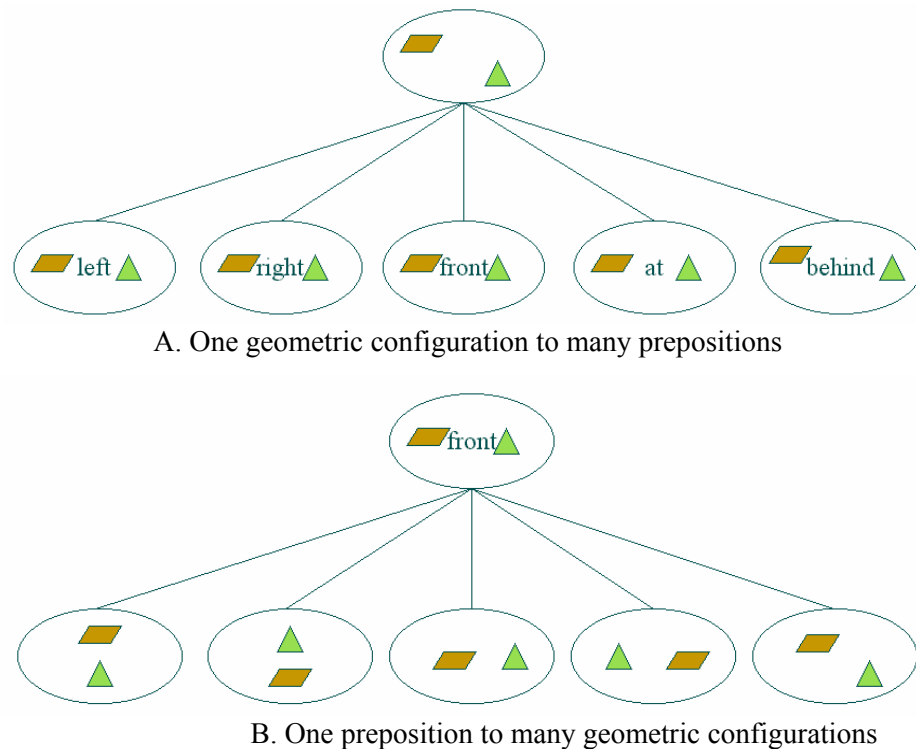 left right front at behind
A. One geometric configuration to many prepositions
front
B. One preposition to many geometric configurations